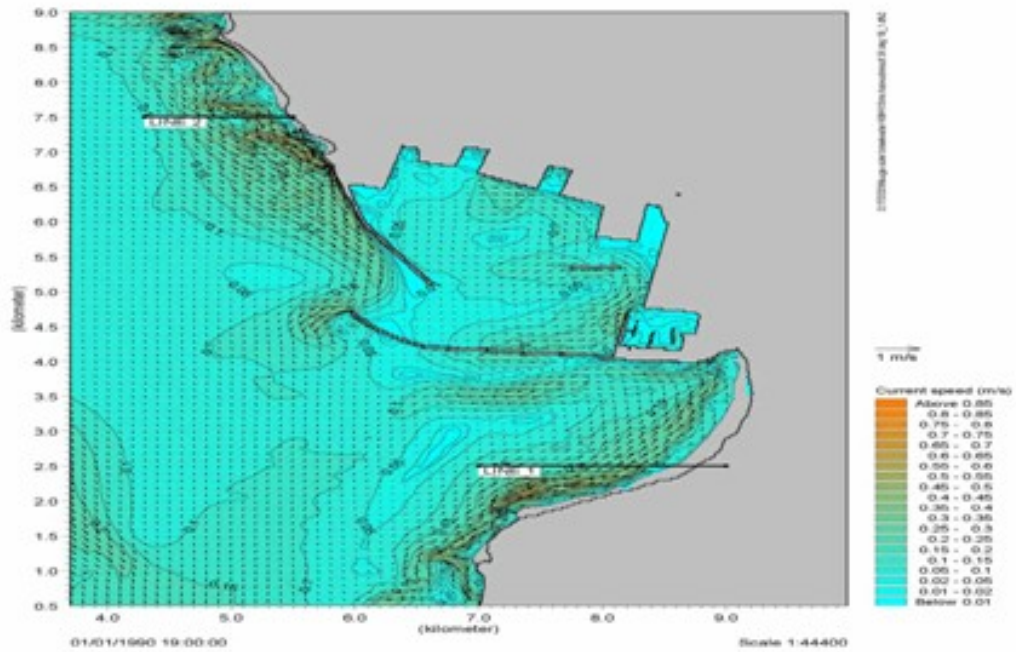 9.0
8.5
8.0
7.5
7.0
6.5
6.0
5.5
5.0
4.5
4.0
3.5
3.0
2.5
2.0
1.5
1.0
0.5
(kilometer)
LINE 2
LINE 1
4.0 5.0 6.0 7.0 8.0 9.0
(kilometer)
01/01/1990 19:00:00
Scale 1:44400
1 m/s
Current speed (m/s)
Above 0.85
0.8 - 0.85
0.75 - 0.8
0.7 - 0.75
0.65 - 0.7
0.6 - 0.65
0.55 - 0.6
0.5 - 0.55
0.45 - 0.5
0.4 - 0.45
0.35 - 0.4
0.3 - 0.35
0.25 - 0.3
0.2 - 0.25
0.15 - 0.2
0.1 - 0.15
0.05 - 0.1
0.02 - 0.05
0.01 - 0.02
Below 0.01